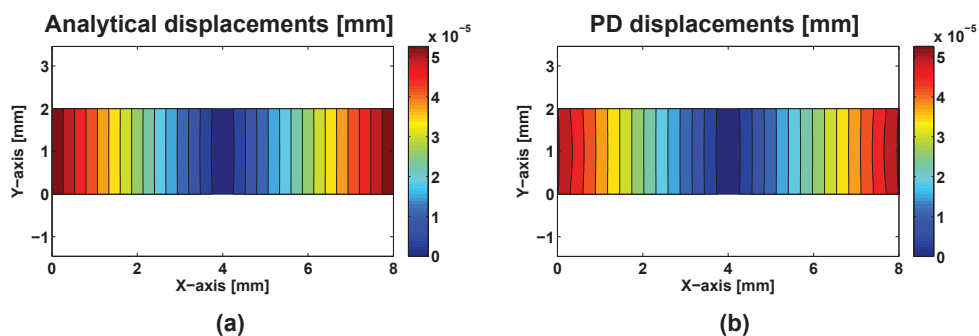 Analytical displacements [mm]
x 10⁻⁵
3
2
1
0
−1
Y−axis [mm]
0 2 4 6 8
X−axis [mm]
5
4
3
2
1
0
(a)
PD displacements [mm]
x 10⁻⁵
3
2
1
0
−1
Y−axis [mm]
0 2 4 6 8
X−axis [mm]
5
4
3
2
1
0
(b)